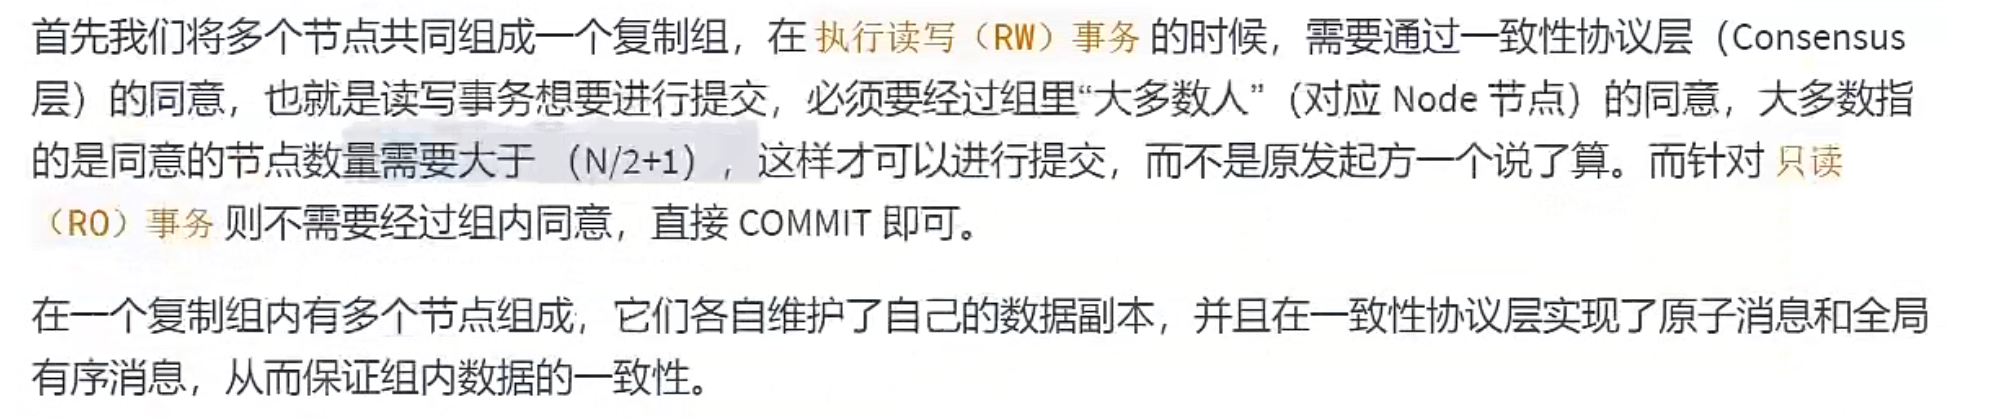 首先我们将多个节点共同组成一个复制组，在 执行读写（RW）事务 的时候，需要通过一致性协议层（Consensus
层）的同意，也就是读写事务想要进行提交，必须要经过组里“大多数人”（对应 Node 节点）的同意，大多数指
的是同意的节点数量需要大于 （N/2+1），这样才可以进行提交，而不是原发起方一个说了算。而针对 只读
（RO）事务 则不需要经过组内同意，直接 COMMIT 即可。
在一个复制组内有多个节点组成，它们各自维护了自己的数据副本，并且在一致性协议层实现了原子消息和全局
有序消息，从而保证组内数据的一致性。